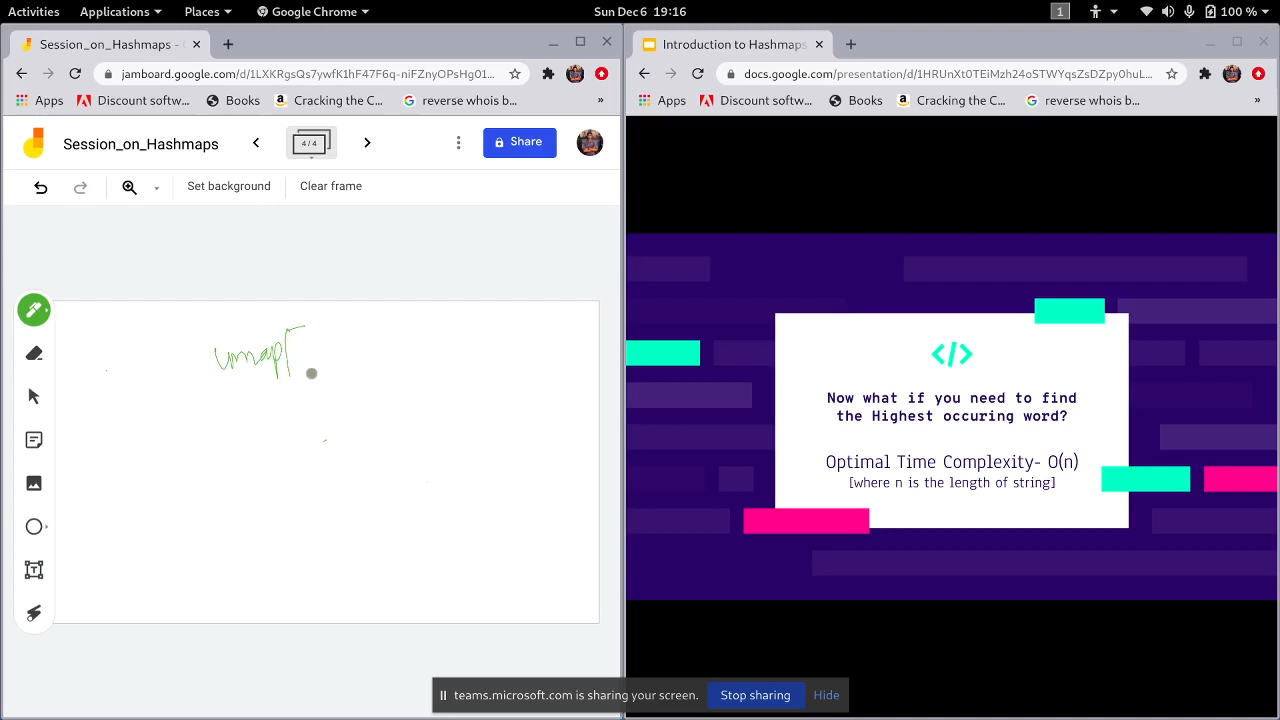 Activities
Applications
Places
Google Chrome
Sun Dec 6 19:16
1
100 %
Session_on_Hashmaps - G
jamboard.google.com/d/1LXKRgsQs7ywfK1hF47F6q-niFZnyOPsHg01...
Apps
Discount softw...
Books
Cracking the C...
reverse whois b...
»
Session_on_Hashmaps
4 / 4
Share
Set background
Clear frame
Introduction to Hashmaps
docs.google.com/presentation/d/1HRUnXt0TEiMzh24oSTWYqsZsDZpy0huL...
Apps
Discount softw...
Books
Cracking the C...
reverse whois b...
»
</>
Now what if you need to find
the Highest occuring word?
Optimal Time Complexity- O(n)
[where n is the length of string]
teams.microsoft.com is sharing your screen.
Stop sharing
Hide